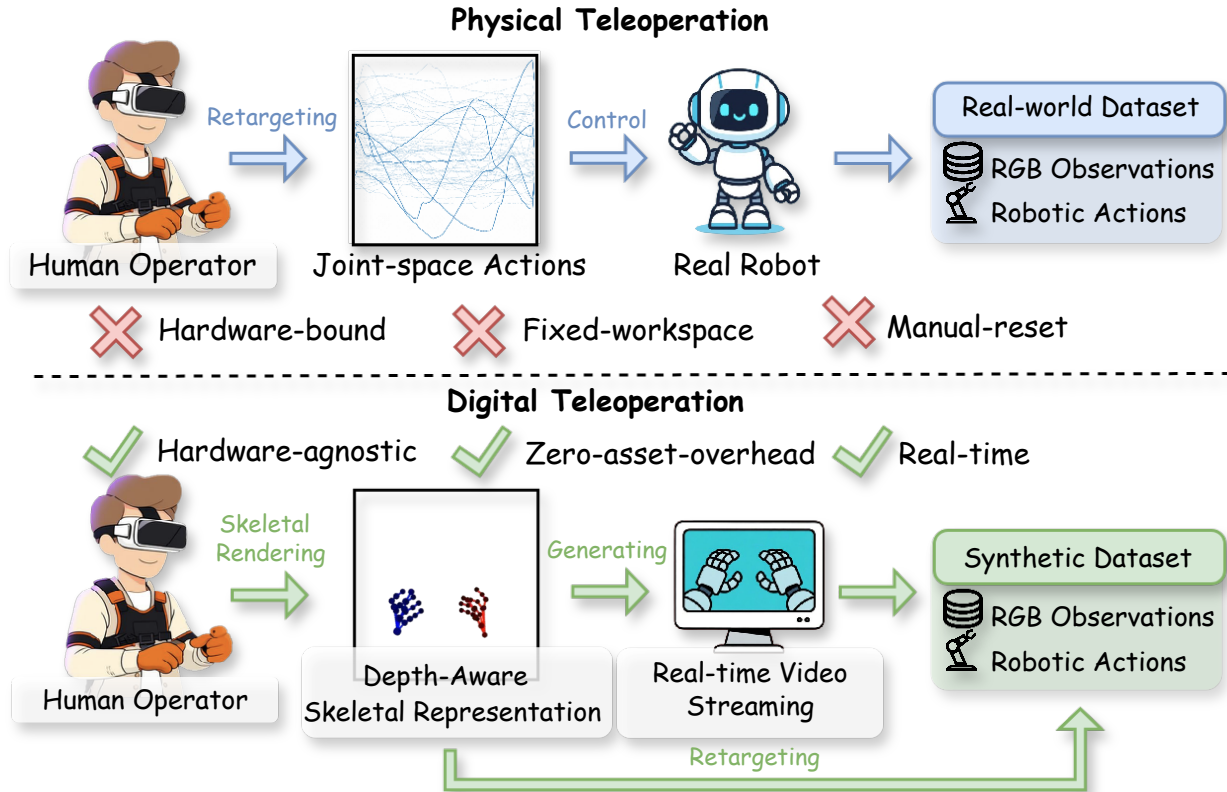 Physical Teleoperation
Retargeting
Control
Human Operator
Joint-space Actions
Real Robot
Real-world Dataset
RGB Observations
Robotic Actions
Hardware-bound
Fixed-workspace
Manual-reset
Digital Teleoperation
Hardware-agnostic
Zero-asset-overhead
Real-time
Skeletal
Rendering
Generating
Human Operator
Depth-Aware
Skeletal Representation
Real-time Video
Streaming
Synthetic Dataset
RGB Observations
Robotic Actions
Retargeting